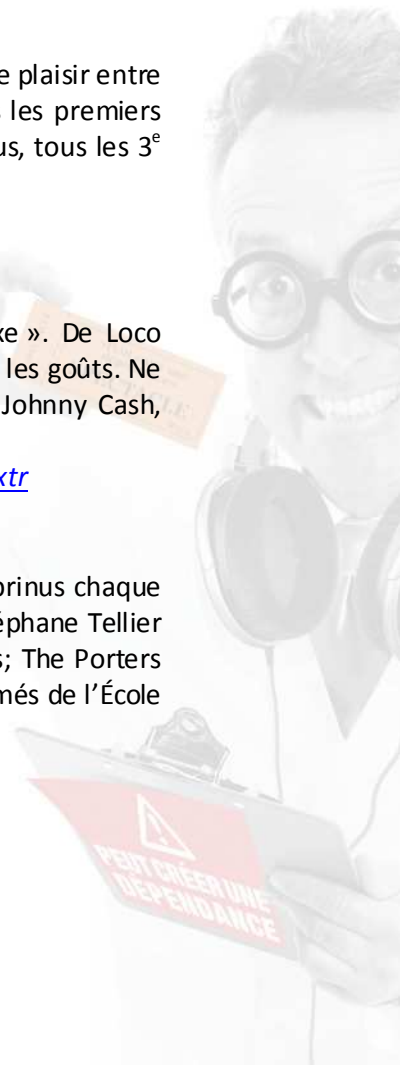 e plaisir entre
les premiers
us, tous les 3e
xe ». De Loco
les goûts. Ne
Johnny Cash,
xtr
prinus chaque
éphane Tellier
s; The Porters
més de l'École
PEUT CRÉER UNE
DÉPENDANCE